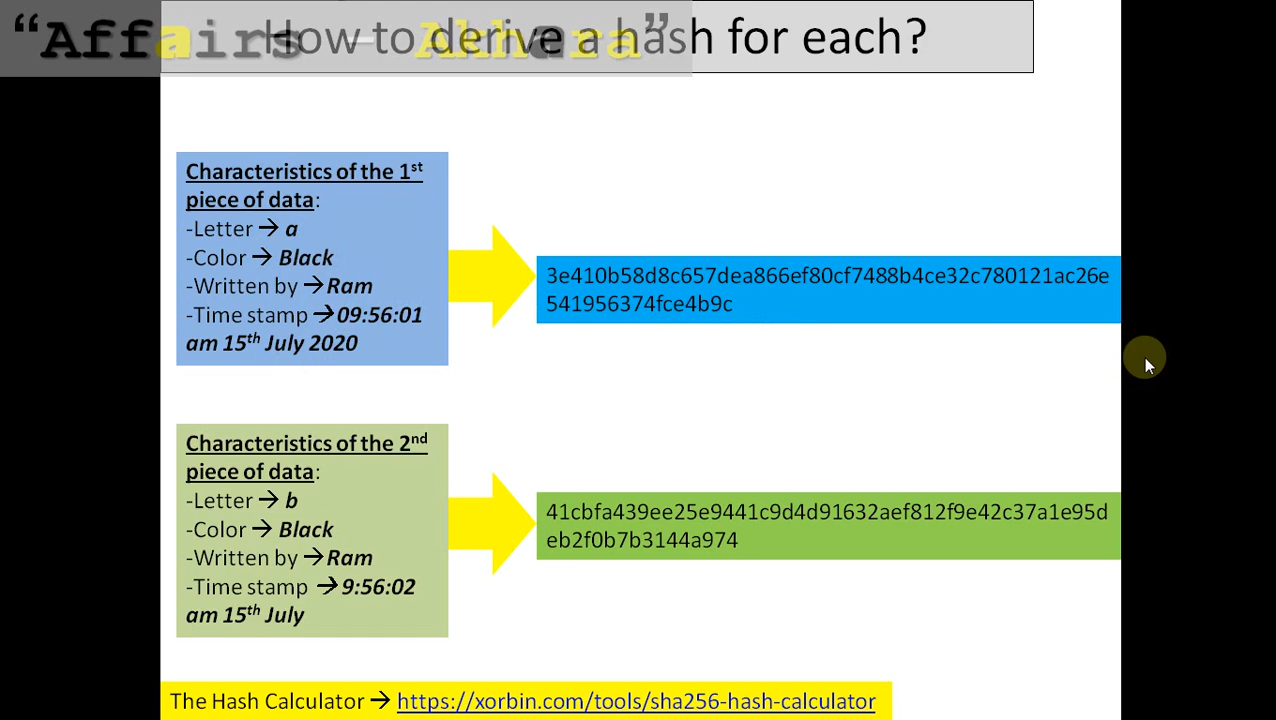 “Affairs – Akhara”
How to derive a hash for each?
Characteristics of the 1st
piece of data:
-Letter → a
-Color → Black
-Written by →Ram
-Time stamp →09:56:01
am 15th July 2020
3e410b58d8c657dea866ef80cf7488b4ce32c780121ac26e
541956374fce4b9c
Characteristics of the 2nd
piece of data:
-Letter → b
-Color → Black
-Written by →Ram
-Time stamp → 9:56:02
am 15th July
41cbfa439ee25e9441c9d4d91632aef812f9e42c37a1e95d
eb2f0b7b3144a974
The Hash Calculator → https://xorbin.com/tools/sha256-hash-calculator